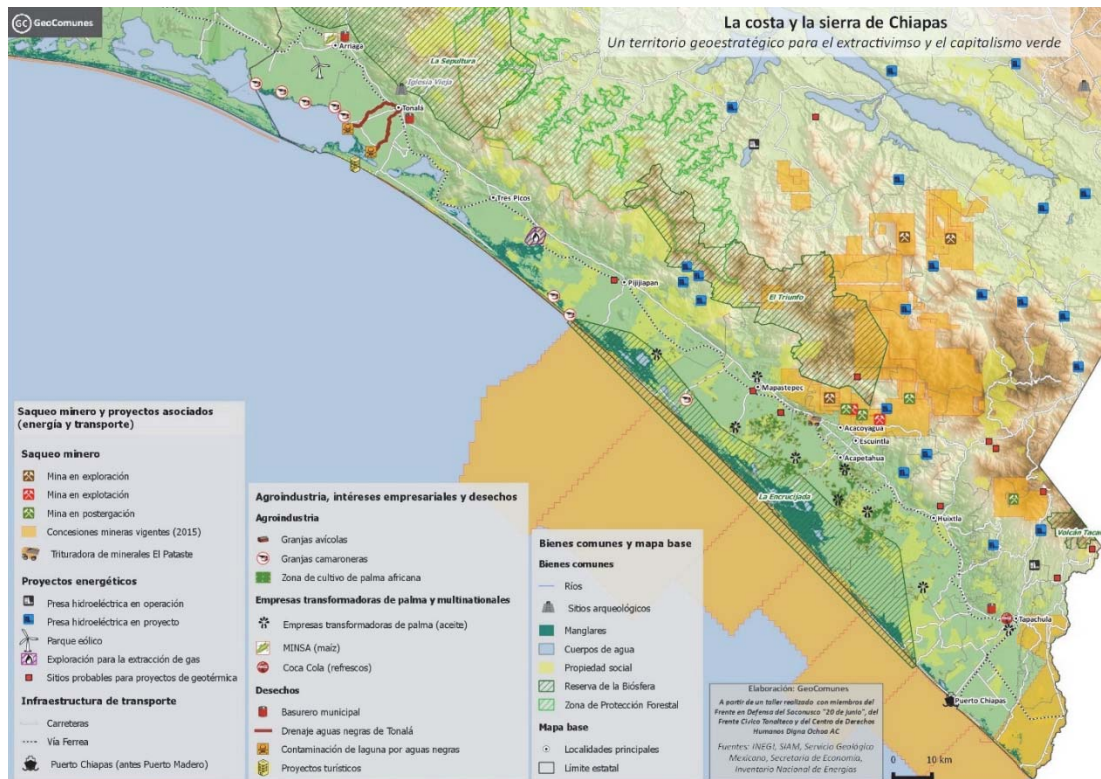 GC GeoComunes
La costa y la sierra de Chiapas
Un territorio geoestratégico para el extractivimso y el capitalismo verde
Arriaga
La Sepultura
Iglesia Vieja
Tonalá
Tres Picos
Pijijiapan
El Triunfo
Mapastepec
Acacoyagua
Escuintla
Acapetahua
La Encrucijada
Huixtla
Volcán Taca
Tapachula
Puerto Chiapas
Saqueo minero y proyectos asociados
(energía y transporte)
Saqueo minero
Mina en exploración
Mina en explotación
Mina en postergación
Concesiones mineras vigentes (2015)
Trituradora de minerales El Pataste
Proyectos energéticos
Presa hidroeléctrica en operación
Presa hidroeléctrica en proyecto
Parque eólico
Exploración para la extracción de gas
Sitios probables para proyectos de geotérmica
Infraestructura de transporte
Carreteras
Vía Ferrea
Puerto Chiapas (antes Puerto Madero)
Agroindustria, intéreses empresariales y desechos
Agroindustria
Granjas avícolas
Granjas camaroneras
Zona de cultivo de palma africana
Empresas transformadoras de palma y multinationales
Empresas transformadoras de palma (aceite)
MINSA (maíz)
Coca Cola (refrescos)
Desechos
Basurero municipal
Drenaje aguas negras de Tonalá
Contaminación de laguna por aguas negras
Proyectos turísticos
Bienes comunes y mapa base
Bienes comunes
Ríos
Sitios arqueológicos
Manglares
Cuerpos de agua
Propiedad social
Reserva de la Biósfera
Zona de Protección Forestal
Mapa base
Localidades principales
Límite estatal
Elaboración: GeoComunes
A partir de un taller realizado con miembros del
Frente en Defensa del Soconusco "20 de junio", del
Frente Cívico Tonalteco y del Centro de Derechos
Humanos Digna Ochoa AC
Fuentes: INEGI, SIAM, Servicio Geológico
Mexicano, Secretaria de Economía,
Inventario Nacional de Energías
0 10 km